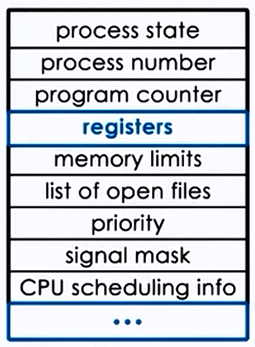 process state
process number
program counter
registers
memory limits
list of open files
priority
signal mask
CPU scheduling info
...